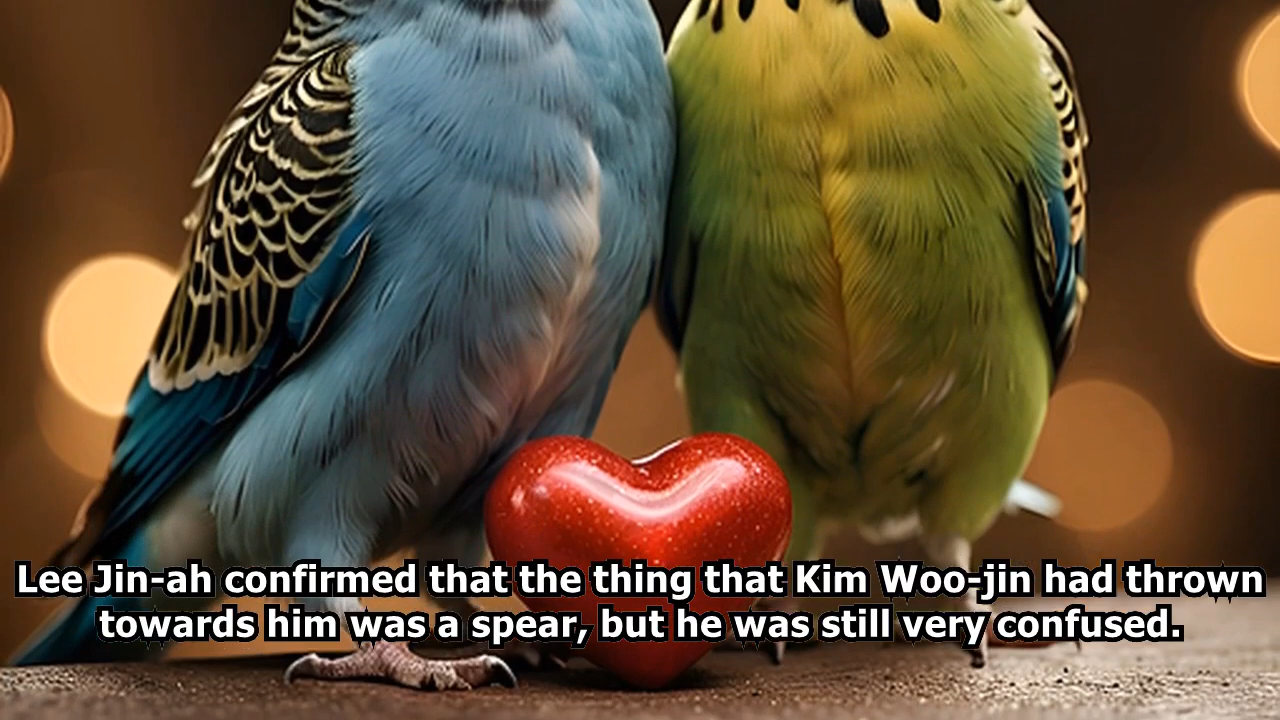 Lee Jin-ah confirmed that the thing that Kim Woo-jin had thrown
towards him was a spear, but he was still very confused.